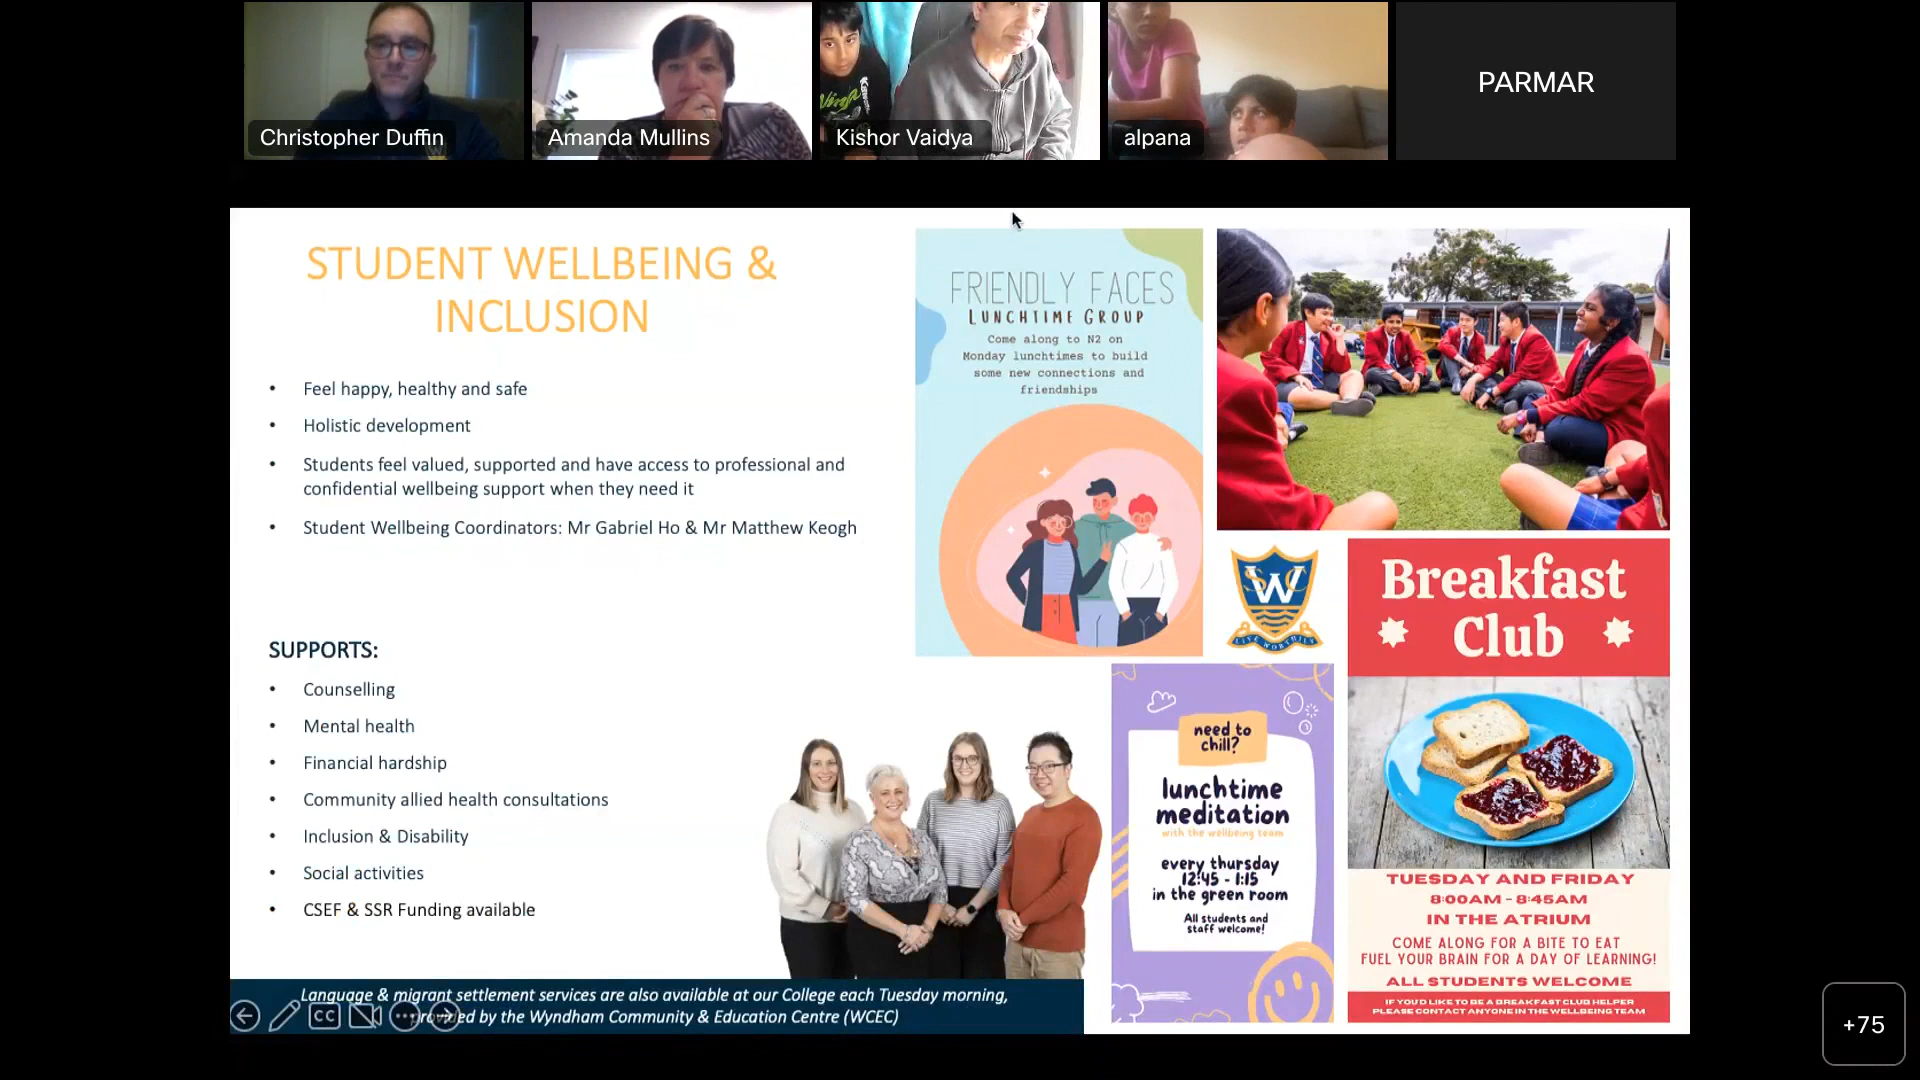 Christopher Duffin
Amanda Mullins
Kishor Vaidya
alpana
PARMAR
STUDENT WELLBEING &
INCLUSION
• Feel happy, healthy and safe
• Holistic development
• Students feel valued, supported and have access to professional and
confidential wellbeing support when they need it
• Student Wellbeing Coordinators: Mr Gabriel Ho & Mr Matthew Keogh
SUPPORTS:
• Counselling
• Mental health
• Financial hardship
• Community allied health consultations
• Inclusion & Disability
• Social activities
• CSEF & SSR Funding available
Language & migrant settlement services are also available at our College each Tuesday morning,
provided by the Wyndham Community & Education Centre (WCEC)
CC
FRIENDLY FACES
LUNCHTIME GROUP
Come along to N2 on
Monday lunchtimes to build
some new connections and
friendships
WSC
LIVE WORTHILY
need to
chill?
lunchtime
meditation
with the wellbeing team
every thursday
12:45 - 1:15
in the green room
All students and
staff welcome!
Breakfast
Club
TUESDAY AND FRIDAY
8:00AM - 8:45AM
IN THE ATRIUM
COME ALONG FOR A BITE TO EAT
FUEL YOUR BRAIN FOR A DAY OF LEARNING!
ALL STUDENTS WELCOME
IF YOU'D LIKE TO BE A BREAKFAST CLUB HELPER
PLEASE CONTACT ANYONE IN THE WELLBEING TEAM
+75